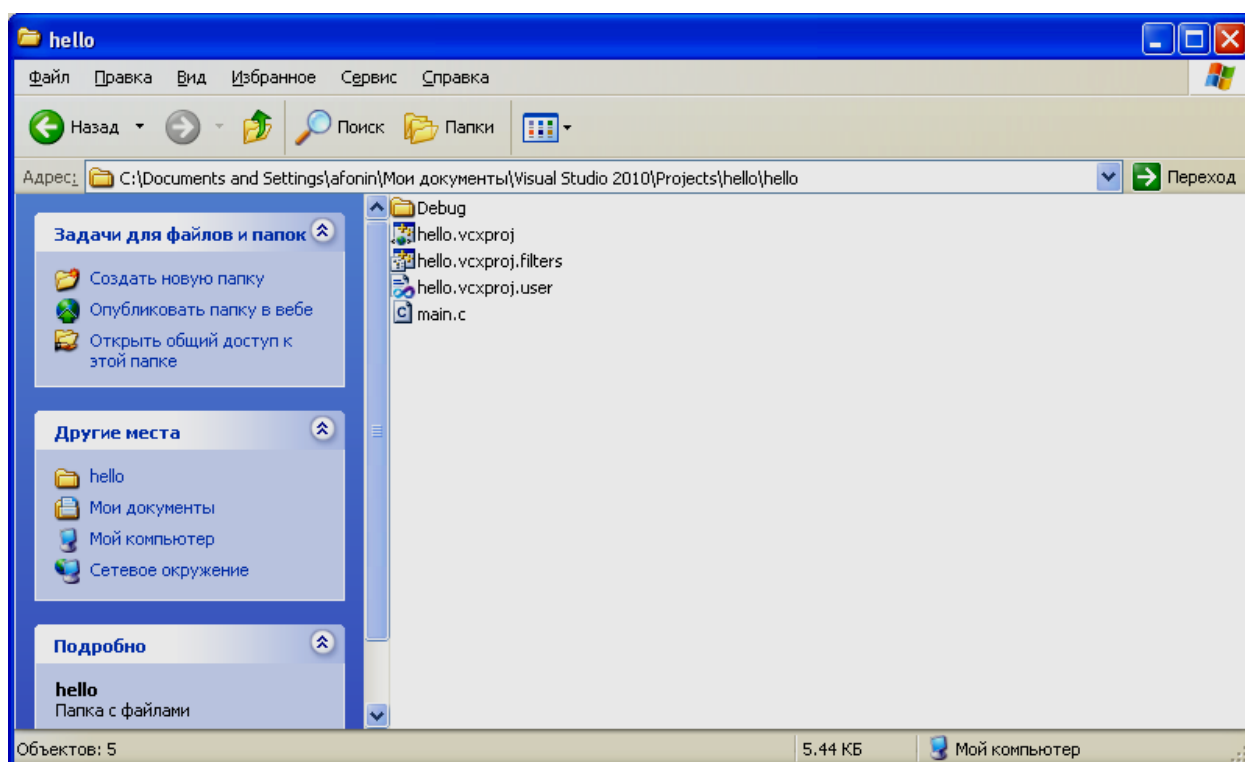 hello
Файл Правка Вид Избранное Сервис Справка
Назад Поиск Папки
Адрес: C:\Documents and Settings\afonin\Мои документы\Visual Studio 2010\Projects\hello\hello Переход
Задачи для файлов и папок
Создать новую папку
Опубликовать папку в вебе
Открыть общий доступ к
этой папке
Другие места
hello
Мои документы
Мой компьютер
Сетевое окружение
Подробно
hello
Папка с файлами
Debug
hello.vcxproj
hello.vcxproj.filters
hello.vcxproj.user
main.c
Объектов: 5 5.44 КБ Мой компьютер